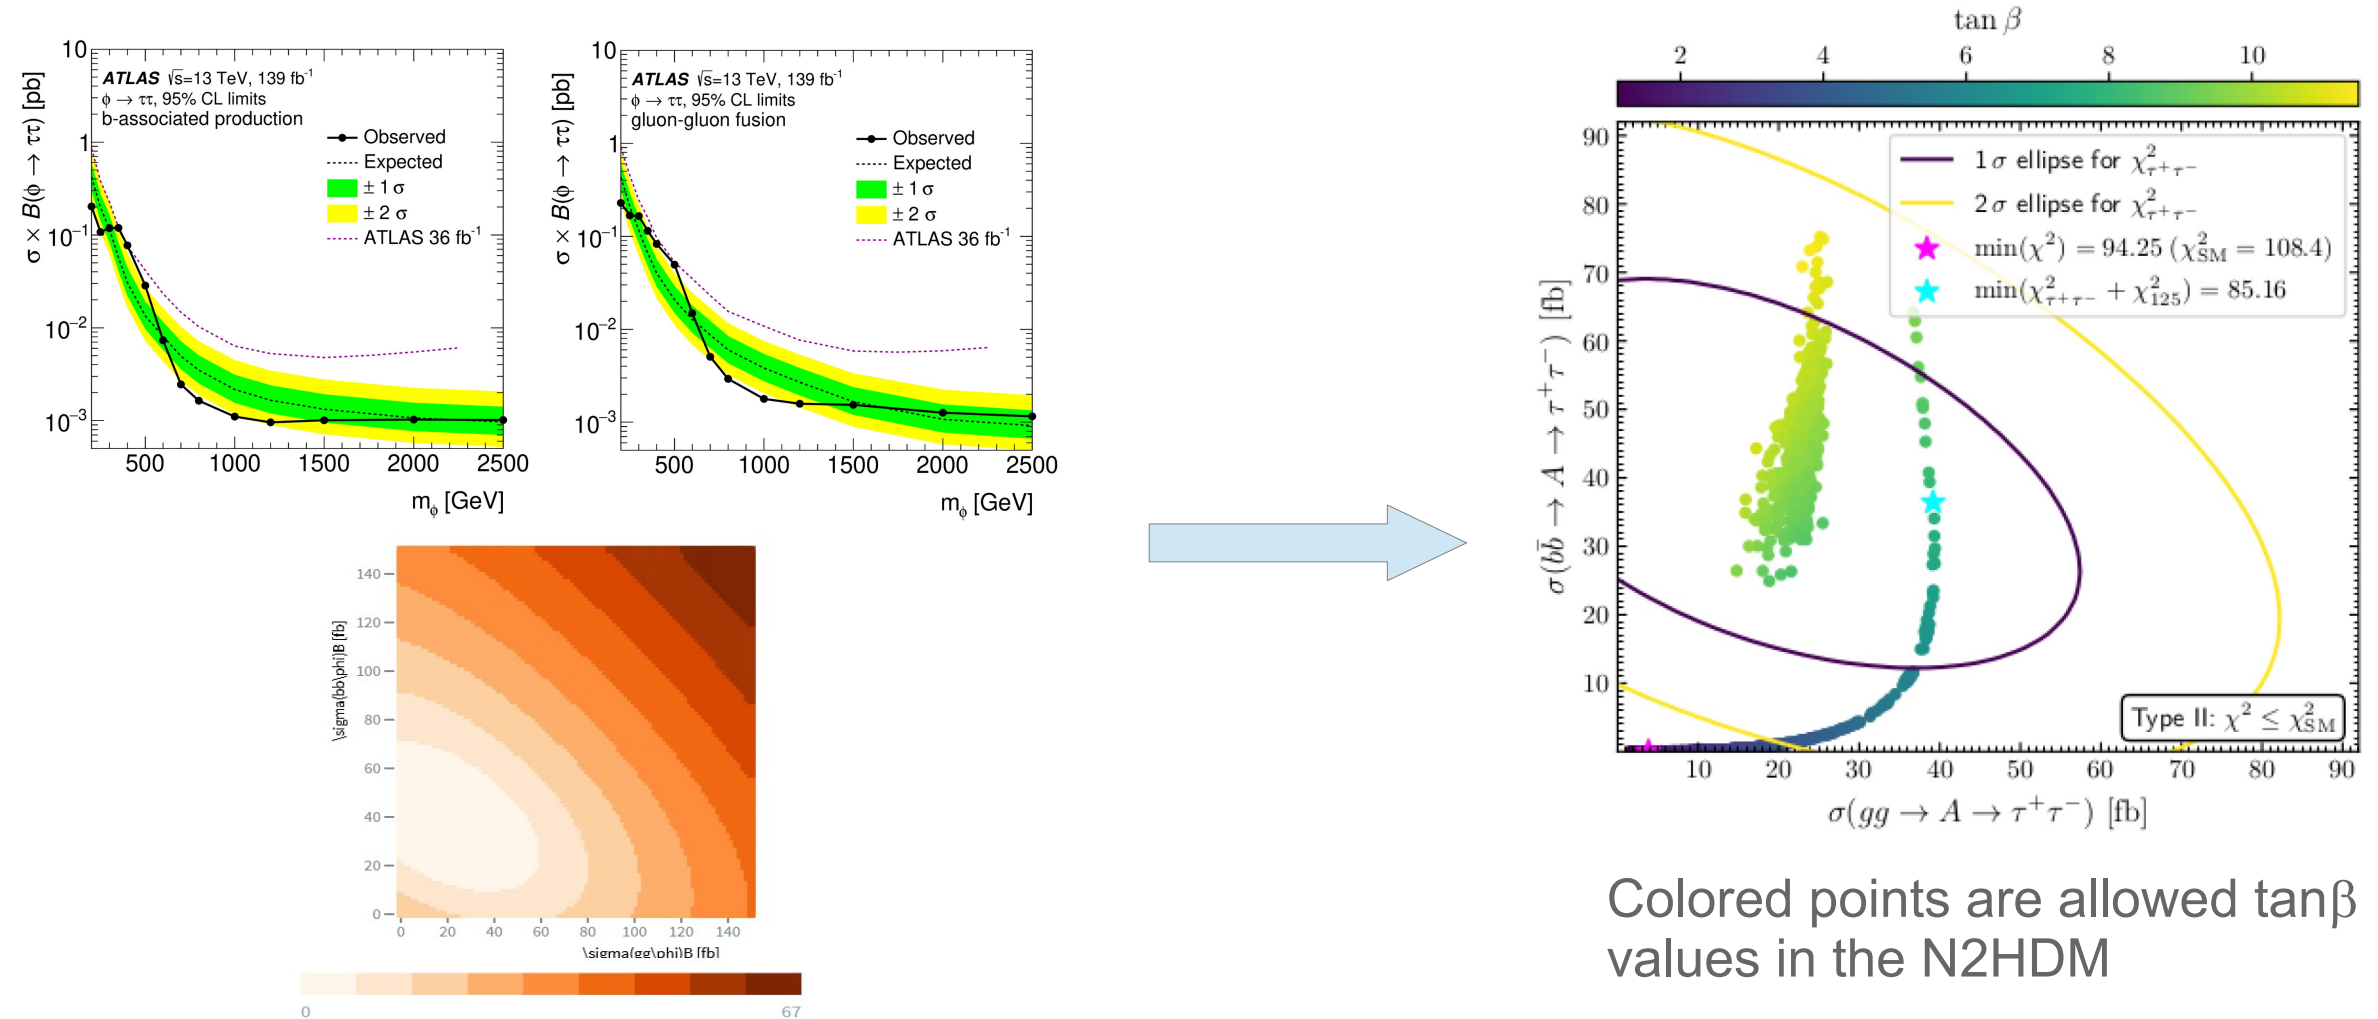 10
1
10⁻¹
10⁻²
10⁻³
σ × B(ϕ → ττ) [pb]
ATLAS √s=13 TeV, 139 fb⁻¹
ϕ → ττ, 95% CL limits
b-associated production
Observed
Expected
± 1 σ
± 2 σ
ATLAS 36 fb⁻¹
500 1000 1500 2000 2500
m_ϕ [GeV]
10
1
10⁻¹
10⁻²
10⁻³
σ × B(ϕ → ττ) [pb]
ATLAS √s=13 TeV, 139 fb⁻¹
ϕ → ττ, 95% CL limits
gluon-gluon fusion
Observed
Expected
± 1 σ
± 2 σ
ATLAS 36 fb⁻¹
500 1000 1500 2000 2500
m_ϕ [GeV]
140
120
100
80
60
40
20
0
\sigma(bb\phi)B [fb]
0 20 40 60 80 100 120 140
\sigma(gg\phi)B [fb]
0 67
tan β
2 4 6 8 10
90
80
70
60
50
40
30
20
10
σ(bb̄ → A → τ⁺τ⁻) [fb]
1 σ ellipse for χ²_τ⁺τ⁻
2 σ ellipse for χ²_τ⁺τ⁻
min(χ²) = 94.25 (χ²_SM = 108.4)
min(χ²_τ⁺τ⁻ + χ²_125) = 85.16
Type II: χ² ≤ χ²_SM
10 20 30 40 50 60 70 80 90
σ(gg → A → τ⁺τ⁻) [fb]
Colored points are allowed tanβ
values in the N2HDM